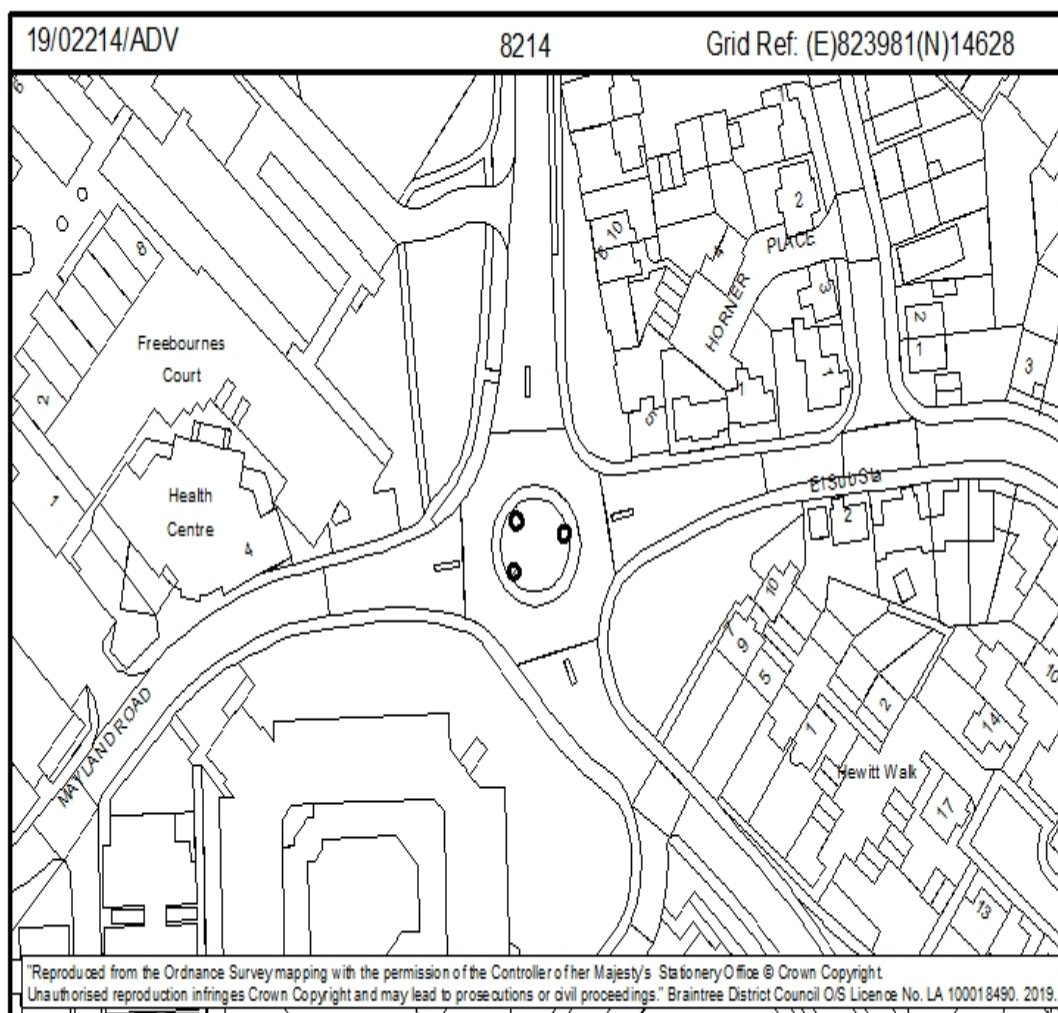 19/02214/ADV 8214 Grid Ref: (E)823981(N)14628
6
8
2
1
Freebournes
Court
Health
Centre
4
MAYLAND ROAD
10
6
4
2
HORNER
PLACE
3
1
1
5
2
1
3
El Sub Sta
2
10
7
9
5
1
2
Hewitt Walk
14
10
17
13
"Reproduced from the Ordnance Survey mapping with the permission of the Controller of her Majesty's Stationery Office © Crown Copyright.
Unauthorised reproduction infringes Crown Copyright and may lead to prosecutions or civil proceedings." Braintree District Council O/S Licence No. LA 100018490. 2019.